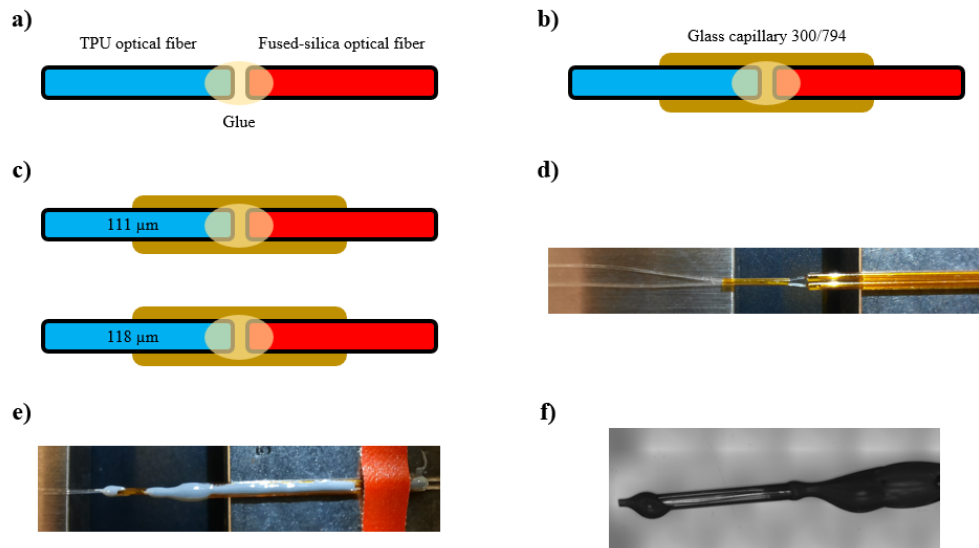 a)
TPU optical fiber
Fused-silica optical fiber
Glue
b)
Glass capillary 300/794
c)
111 µm
118 µm
d)
e)
f)